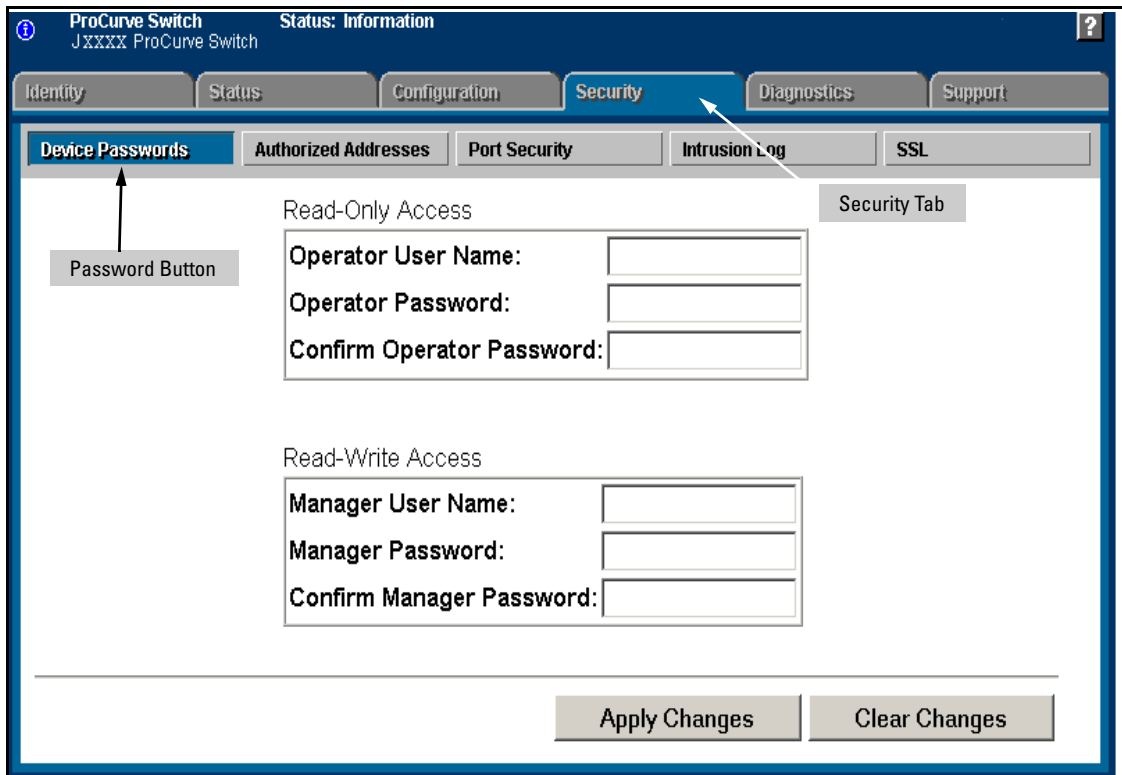 ProCurve Switch
Status: Information
JXXXX ProCurve Switch
?
Identity
Status
Configuration
Security
Diagnostics
Support
Device Passwords
Authorized Addresses
Port Security
Intrusion Log
SSL
Security Tab
Password Button
Read-Only Access
Operator User Name:
Operator Password:
Confirm Operator Password:
Read-Write Access
Manager User Name:
Manager Password:
Confirm Manager Password:
Apply Changes
Clear Changes